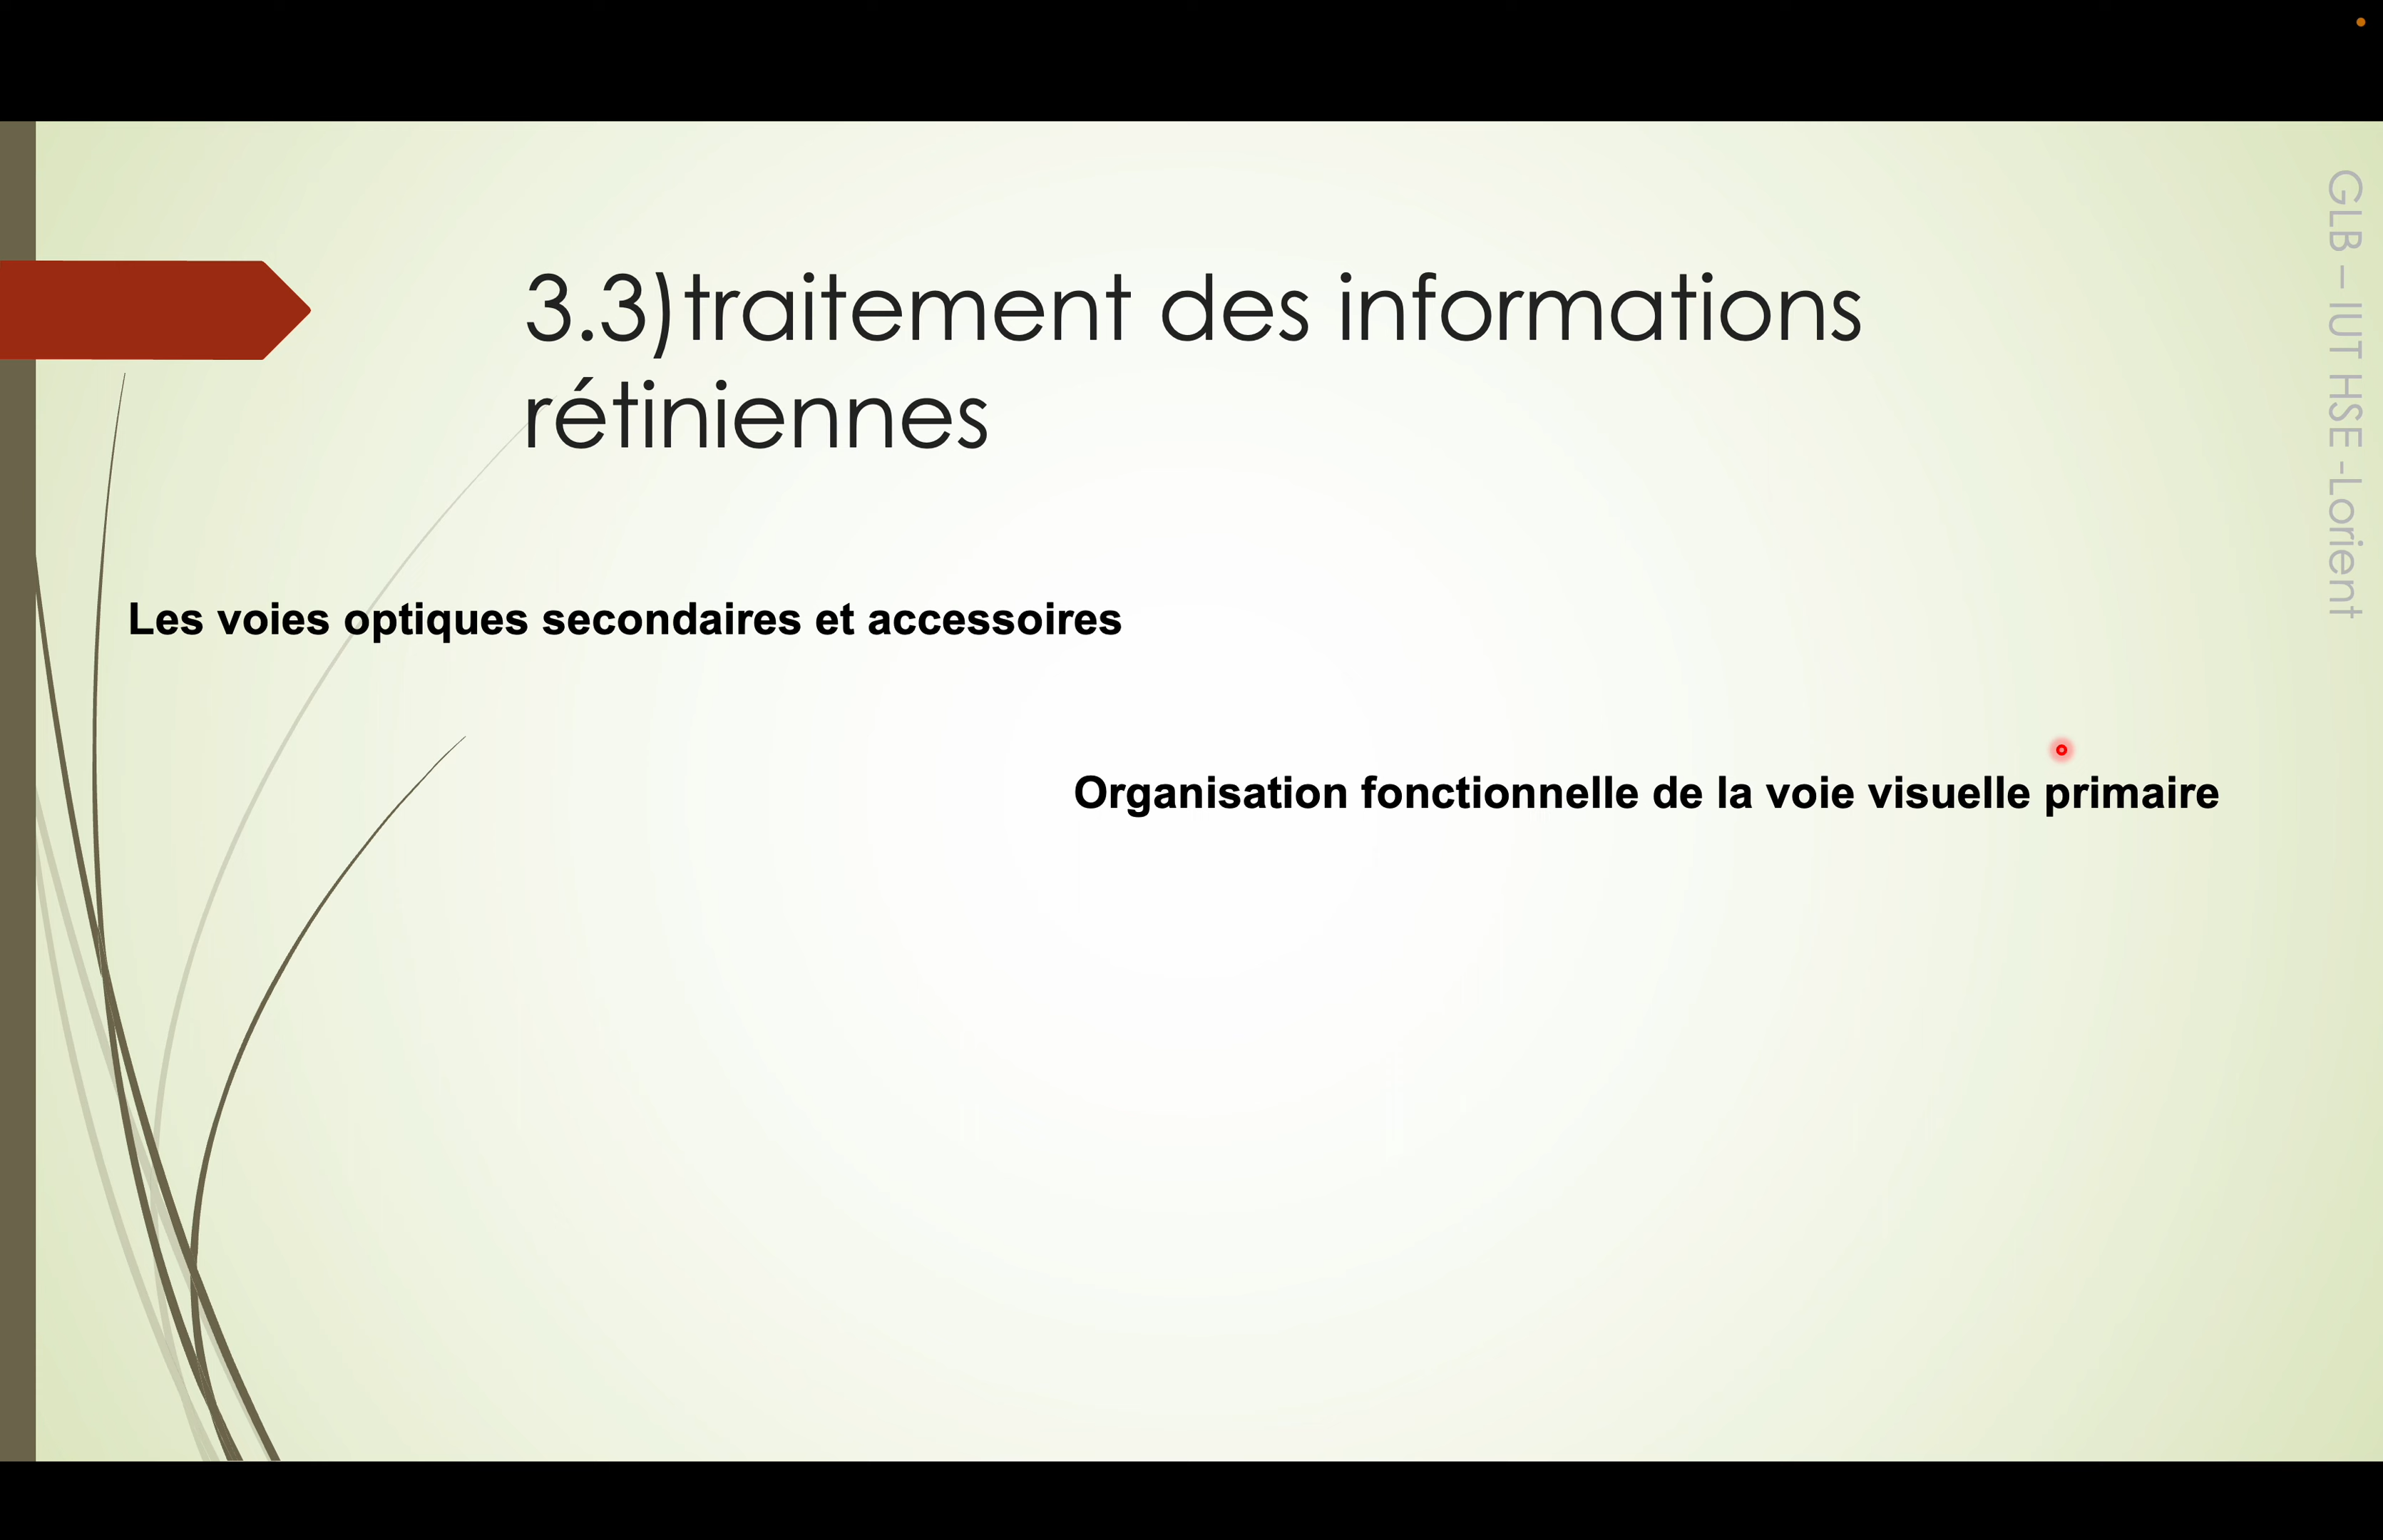 3.3)traitement des informations
rétiniennes
Les voies optiques secondaires et accessoires
Organisation fonctionnelle de la voie visuelle primaire
GLB – IUT HSE -Lorient